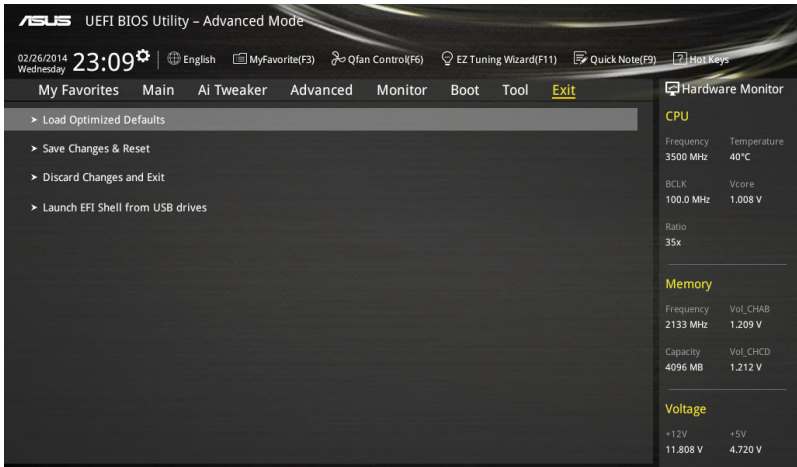 ASUS UEFI BIOS Utility – Advanced Mode
02/26/2014
Wednesday
23:09
English MyFavorite(F3) Qfan Control(F6) EZ Tuning Wizard(F11) Quick Note(F9) ? Hot Keys
My Favorites Main Ai Tweaker Advanced Monitor Boot Tool Exit
➤ Load Optimized Defaults
➤ Save Changes & Reset
➤ Discard Changes and Exit
➤ Launch EFI Shell from USB drives
Hardware Monitor
CPU
Frequency Temperature
3500 MHz 40°C
BCLK Vcore
100.0 MHz 1.008 V
Ratio
35x
Memory
Frequency Vol_CHAB
2133 MHz 1.209 V
Capacity Vol_CHCD
4096 MB 1.212 V
Voltage
+12V +5V
11.808 V 4.720 V